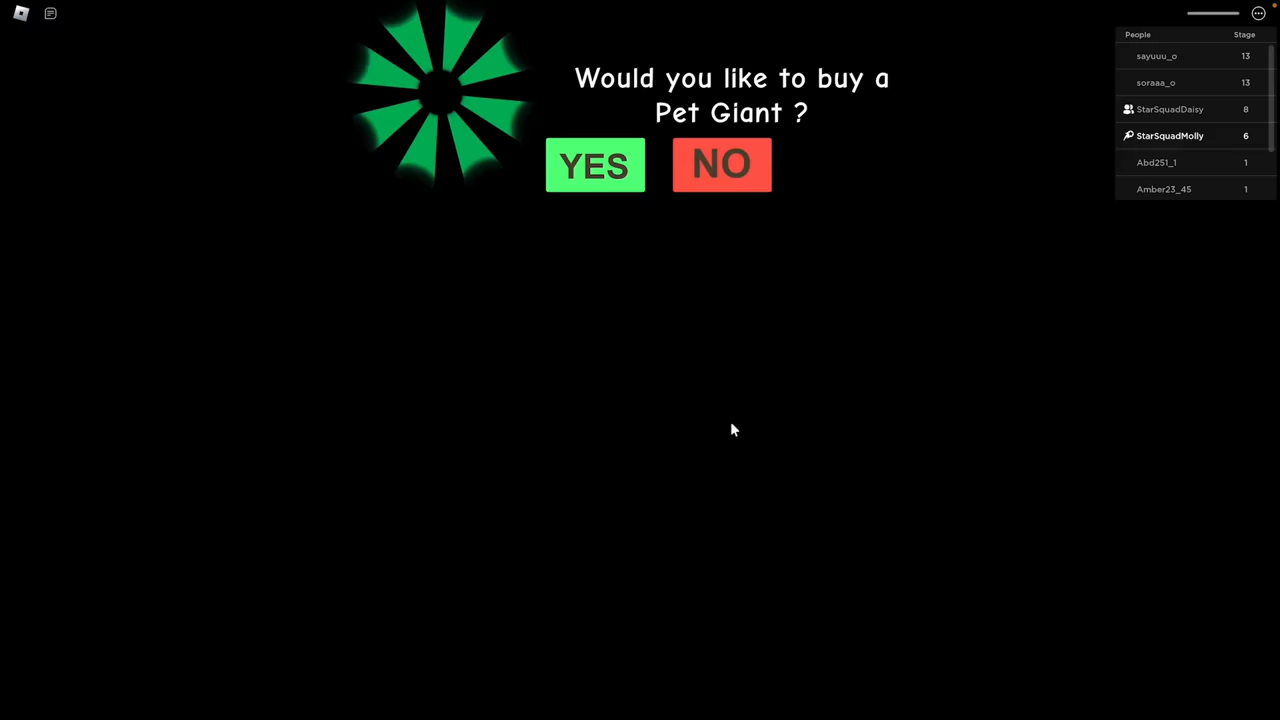 People Stage
sayuuu_o 13
soraaa_o 13
StarSquadDaisy 8
StarSquadMolly 6
Abd251_1 1
Amber23_45 1
Would you like to buy a
Pet Giant ?
YES NO